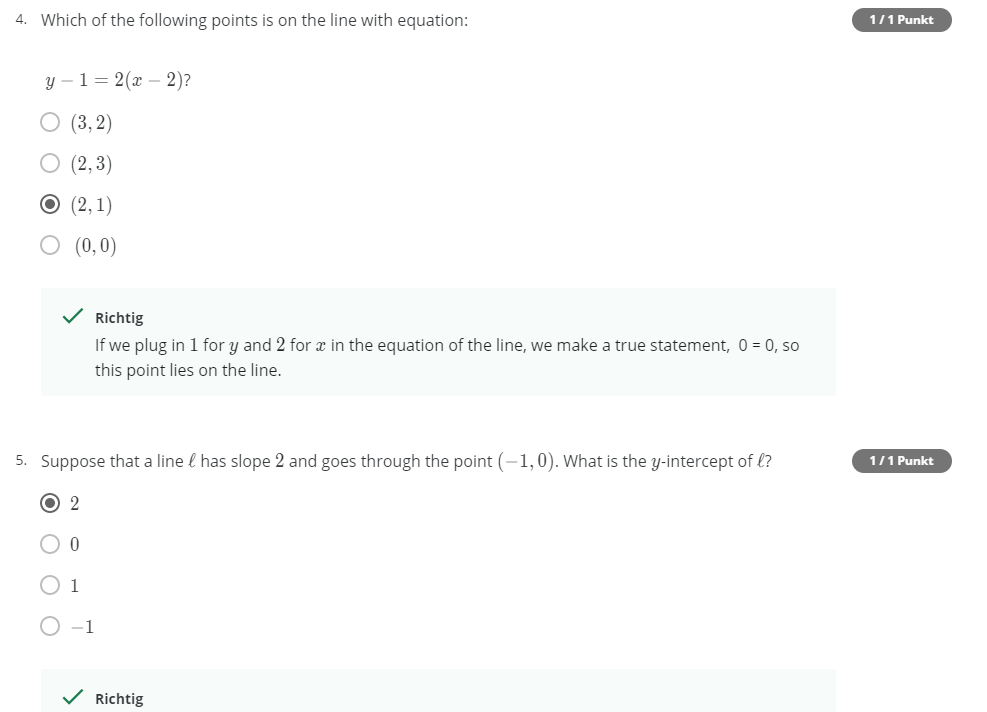 4. Which of the following points is on the line with equation:
1 / 1 Punkt
y − 1 = 2(x − 2)?
(3, 2)
(2, 3)
(2, 1)
(0, 0)
Richtig
If we plug in 1 for y and 2 for x in the equation of the line, we make a true statement, 0 = 0, so
this point lies on the line.
5. Suppose that a line ℓ has slope 2 and goes through the point (−1, 0). What is the y-intercept of ℓ?
1 / 1 Punkt
2
0
1
−1
Richtig